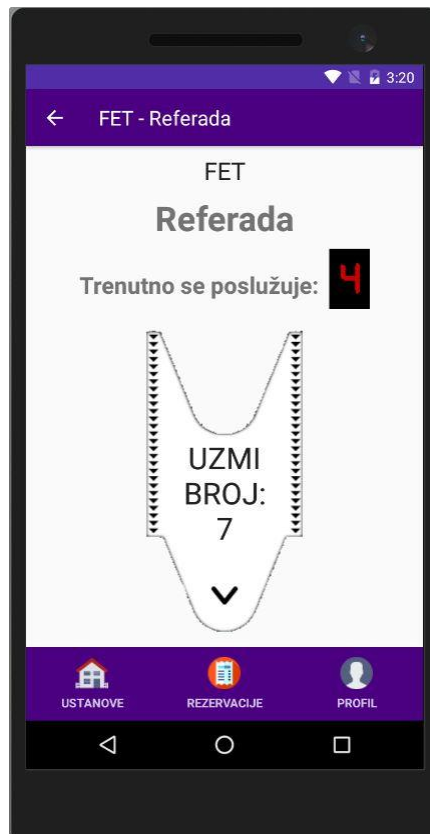 3:20
FET - Referada
FET
Referada
Trenutno se poslužuje: 4
UZMI
BROJ:
7
USTANOVE REZERVACIJE PROFIL